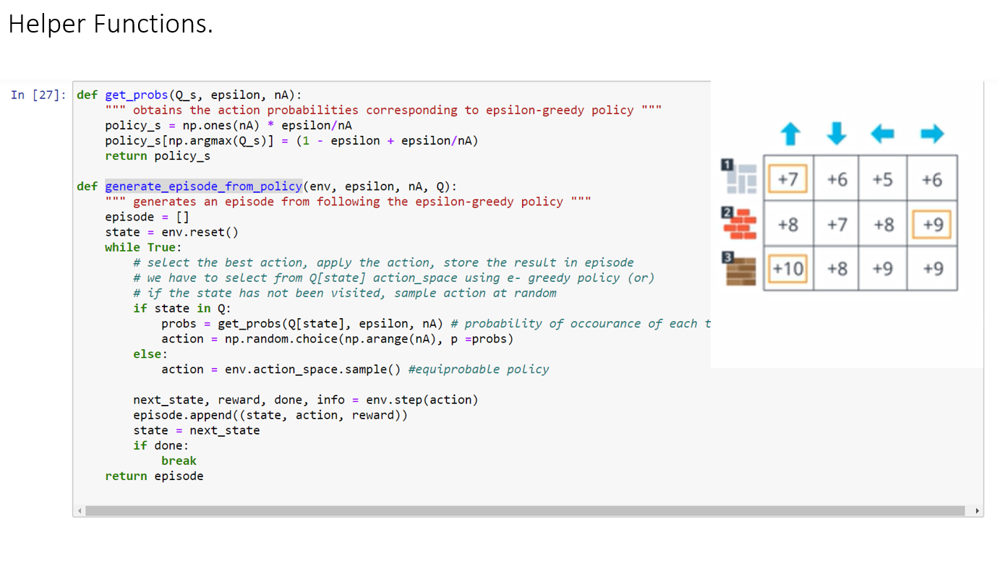 Helper Functions.
In [27]:
def get_probs(Q_s, epsilon, nA):
    """ obtains the action probabilities corresponding to epsilon-greedy policy """
    policy_s = np.ones(nA) * epsilon/nA
    policy_s[np.argmax(Q_s)] = (1 - epsilon + epsilon/nA)
    return policy_s
def generate_episode_from_policy(env, epsilon, nA, Q):
    """ generates an episode from following the epsilon-greedy policy """
    episode = []
    state = env.reset()
    while True:
        # select the best action, apply the action, store the result in episode
        # we have to select from Q[state] action_space using e- greedy policy (or)
        # if the state has not been visited, sample action at random
        if state in Q:
            probs = get_probs(Q[state], epsilon, nA) # probability of occourance of each t
            action = np.random.choice(np.arange(nA), p =probs)
        else:
            action = env.action_space.sample() #equiprobable policy
        next_state, reward, done, info = env.step(action)
        episode.append((state, action, reward))
        state = next_state
        if done:
            break
    return episode
1 +7 +6 +5 +6
2 +8 +7 +8 +9
3 +10 +8 +9 +9